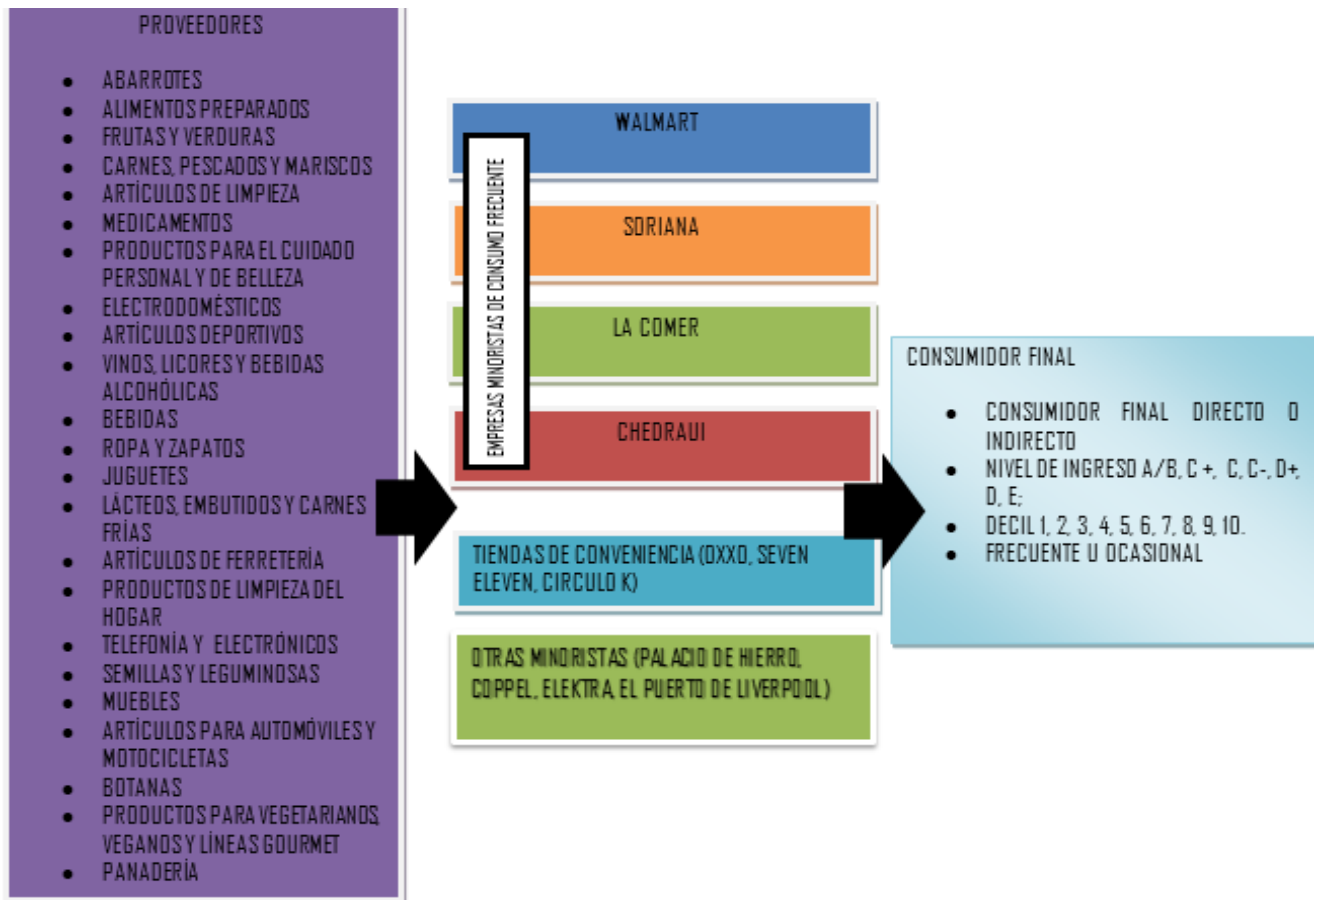 PROVEEDORES
● ABARROTES
● ALIMENTOS PREPARADOS
● FRUTAS Y VERDURAS
● CARNES, PESCADOS Y MARISCOS
● ARTÍCULOS DE LIMPIEZA
● MEDICAMENTOS
● PRODUCTOS PARA EL CUIDADO
PERSONAL Y DE BELLEZA
● ELECTRODOMÉSTICOS
● ARTÍCULOS DEPORTIVOS
● VINOS, LICORES Y BEBIDAS
ALCOHÓLICAS
● BEBIDAS
● ROPA Y ZAPATOS
● JUGUETES
● LÁCTEOS, EMBUTIDOS Y CARNES
FRÍAS
● ARTÍCULOS DE FERRETERÍA
● PRODUCTOS DE LIMPIEZA DEL
HOGAR
● TELEFONÍA Y ELECTRÓNICOS
● SEMILLAS Y LEGUMINOSAS
● MUEBLES
● ARTÍCULOS PARA AUTOMÓVILES Y
MOTOCICLETAS
● BOTANAS
● PRODUCTOS PARA VEGETARIANOS,
VEGANOS Y LÍNEAS GOURMET
● PANADERÍA
EMPRESAS MINORISTAS DE CONSUMO FRECUENTE
WALMART
SORIANA
LA COMER
CHEDRAUI
TIENDAS DE CONVENIENCIA (OXXO, SEVEN
ELEVEN, CIRCULO K)
OTRAS MINORISTAS (PALACIO DE HIERRO,
COPPEL, ELEKTRA, EL PUERTO DE LIVERPOOL)
CONSUMIDOR FINAL
● CONSUMIDOR FINAL DIRECTO O
INDIRECTO
● NIVEL DE INGRESO A/B, C +, C, C-, D+,
D, E;
● DECIL 1, 2, 3, 4, 5, 6, 7, 8, 9, 10.
● FRECUENTE U OCASIONAL